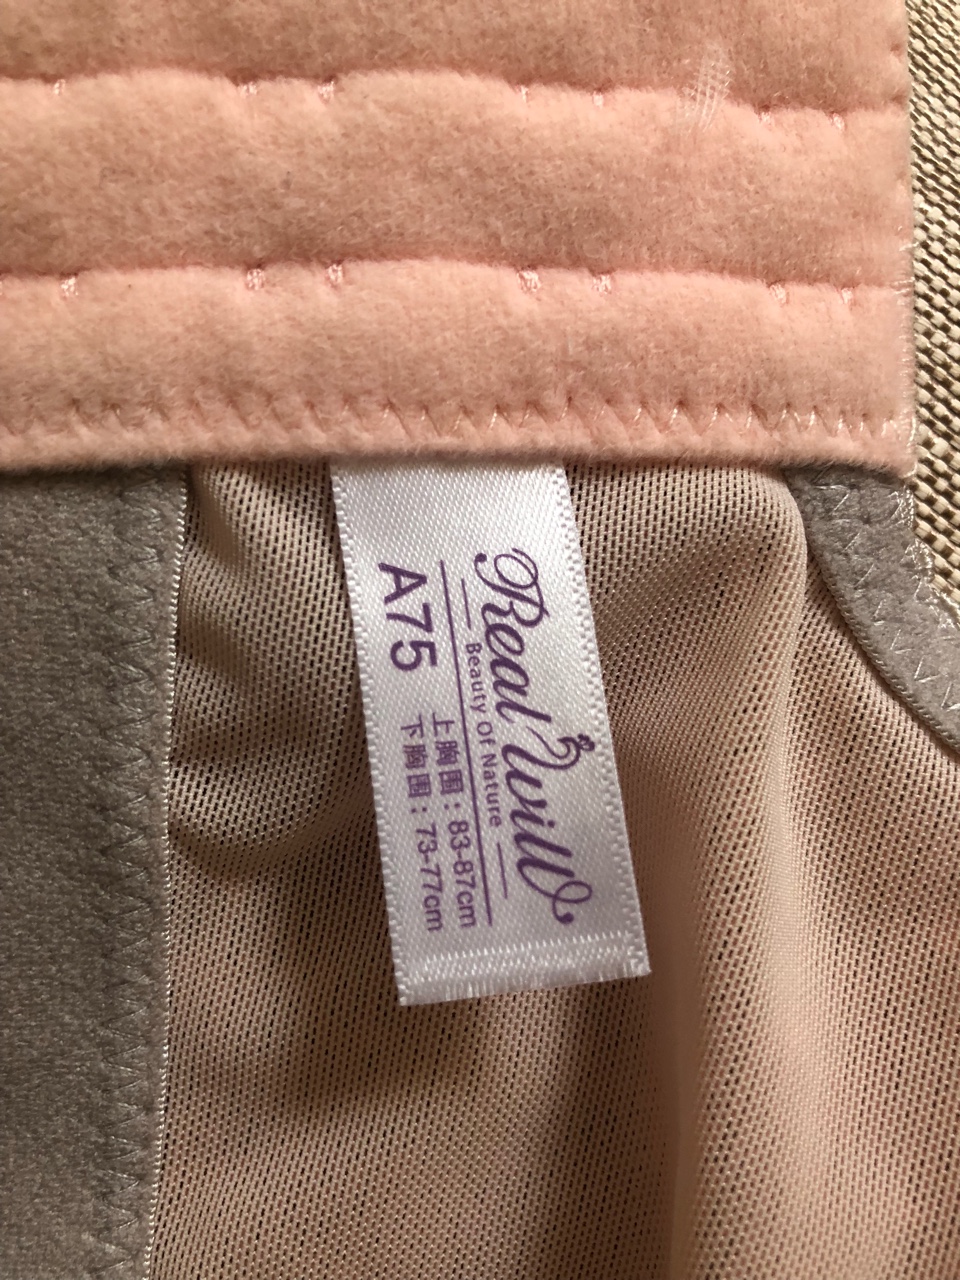 Real Will
Beauty Of Nature
A75
上胸围：83-87cm
下胸围：73-77cm